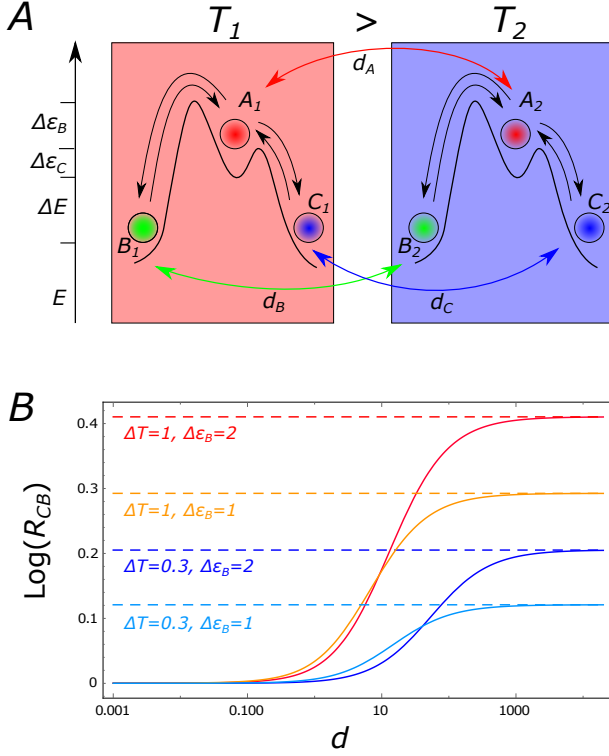 A
T1 > T2
dA
ΔεB
A1
A2
ΔεC
ΔE
C1
C2
B1
B2
E
dB
dC
B
0.4
ΔT=1, ΔεB=2
0.3
ΔT=1, ΔεB=1
Log(RCB)
0.2
ΔT=0.3, ΔεB=2
0.1
ΔT=0.3, ΔεB=1
0
0.001
0.100
10
1000
d